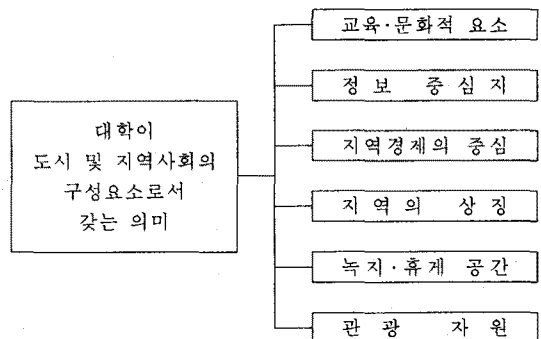 대학이
도시 및 지역사회의
구성요소로서
갖는 의미
교육·문화적 요소
정보 중심지
지역경제의 중심
지역의 상징
녹지·휴게 공간
관광 자원